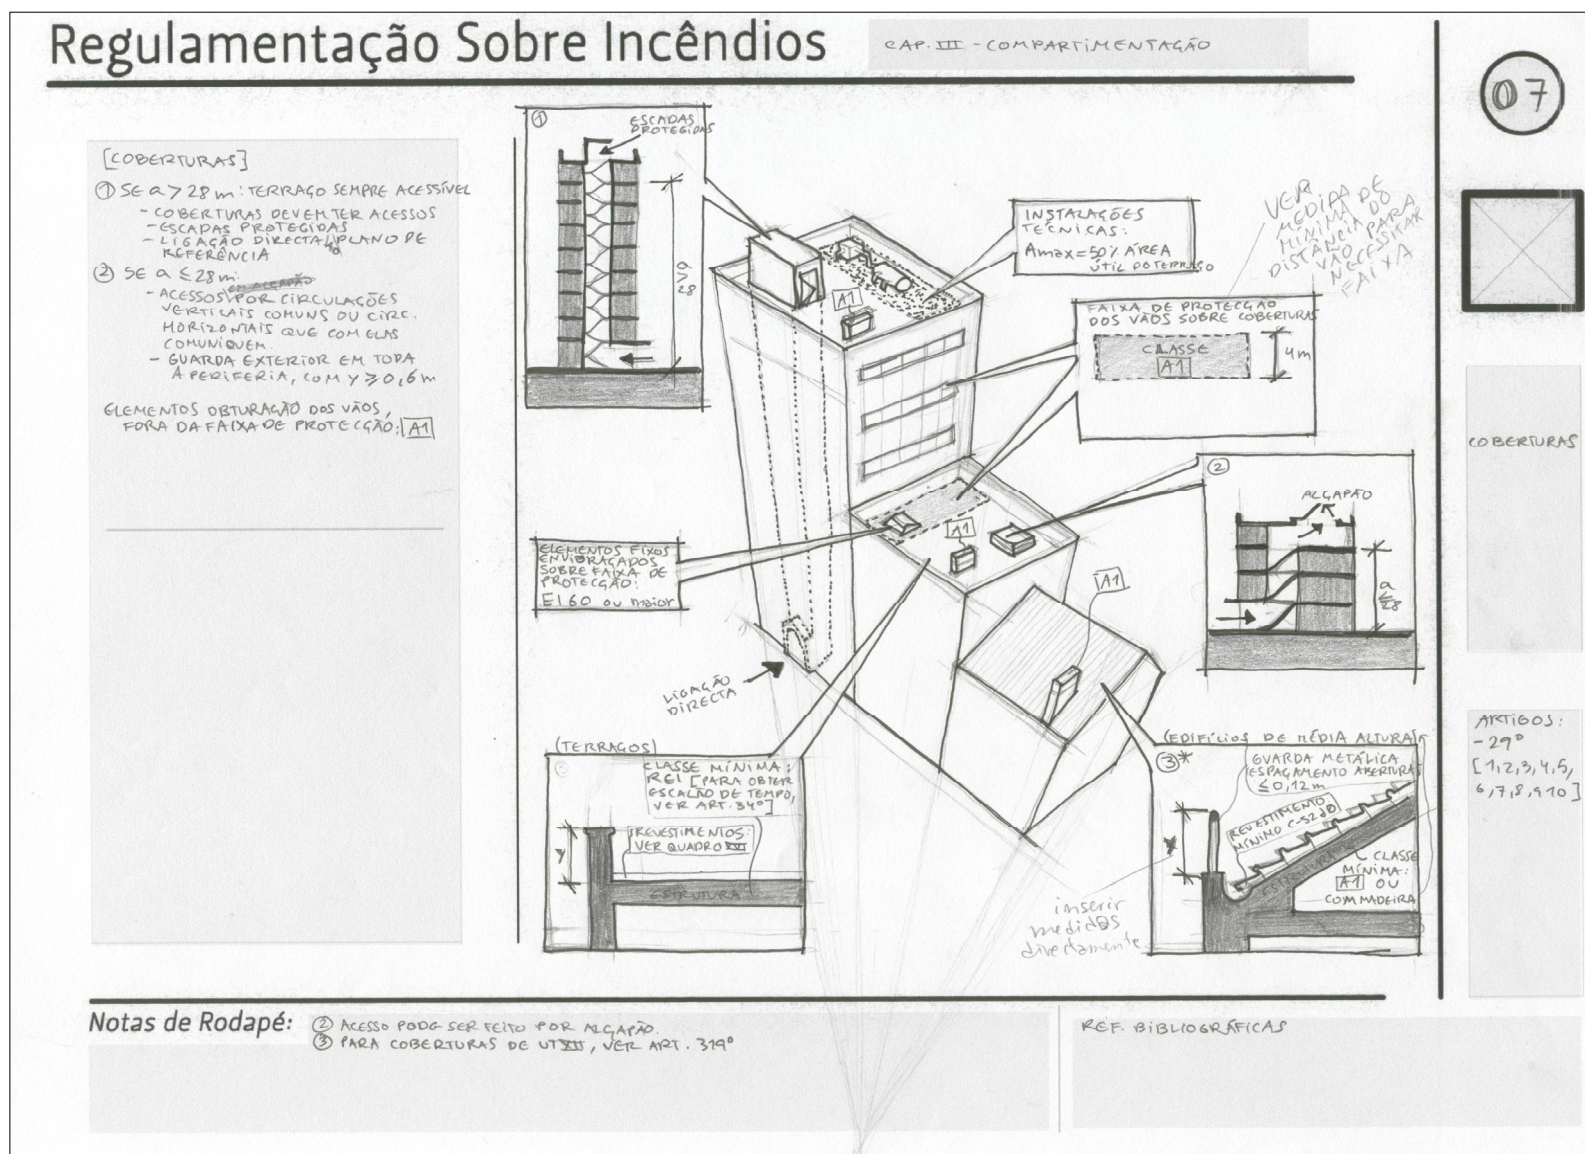 Regulamentação Sobre Incêndios
CAP. III - COMPARTIMENTAÇÃO
07
[COBERTURAS]
① SE a > 28 m: TERRAÇO SEMPRE ACESSÍVEL
- COBERTURAS DEVEM TER ACESSOS
- ESCADAS PROTEGIDAS
- LIGAÇÃO DIRECTA AO PLANO DE
REFERÊNCIA
② SE a ≤ 28 m:
EM ALÇAPÃO
- ACESSOS POR CIRCULAÇÕES
VERTICAIS COMUNS OU CIRC.
HORIZONTAIS QUE COM ELAS
COMUNIQUEM.
- GUARDA EXTERIOR EM TODA
A PERIFERIA, COM Y ≥ 0,6 m
ELEMENTOS OBTURAÇÃO DOS VÃOS,
FORA DA FAIXA DE PROTECÇÃO: A1
①
ESCADAS
PROTEGIDAS
a > 28
INSTALAÇÕES
TÉCNICAS:
Amax = 50% ÁREA
ÚTIL DO TERRAÇO
VER
MEDIDA DE
MÍNIMA DO
DISTÂNCIA PARA
VÃO NECESSITAR
FAIXA
FAIXA DE PROTECÇÃO
DOS VÃOS SOBRE COBERTURAS
CLASSE
A1
4m
A1
A1
A1
②
ALÇAPÃO
a ≤ 28
COBERTURAS
ELEMENTOS FIXOS
ENVIDRAÇADOS
SOBRE FAIXA DE
PROTECÇÃO:
EI 60 ou maior
LIGAÇÃO
DIRECTA
(TERRAÇOS)
CLASSE MÍNIMA:
REI [PARA OBTER
ESCALÃO DE TEMPO,
VER ART. 34º]
REVESTIMENTOS:
VER QUADRO XVI
Y
ESTRUTURA
(EDIFÍCIOS DE MÉDIA ALTURA)
③*
GUARDA METÁLICA
ESPAÇAMENTO ABERTURAS
≤ 0,12 m
REVESTIMENTO
MÍNIMO C-s2 d0
Y
ESTRUTURA
CLASSE
MÍNIMA:
A1 OU
COM MADEIRA
inserir
medidas
directamente
ARTIGOS:
- 29º
[1,2,3,4,5,
6,7,8,9 10]
Notas de Rodapé:
② ACESSO PODE SER FEITO POR ALÇAPÃO.
③ PARA COBERTURAS DE UT XII, VER ART. 319º
REF. BIBLIOGRÁFICAS